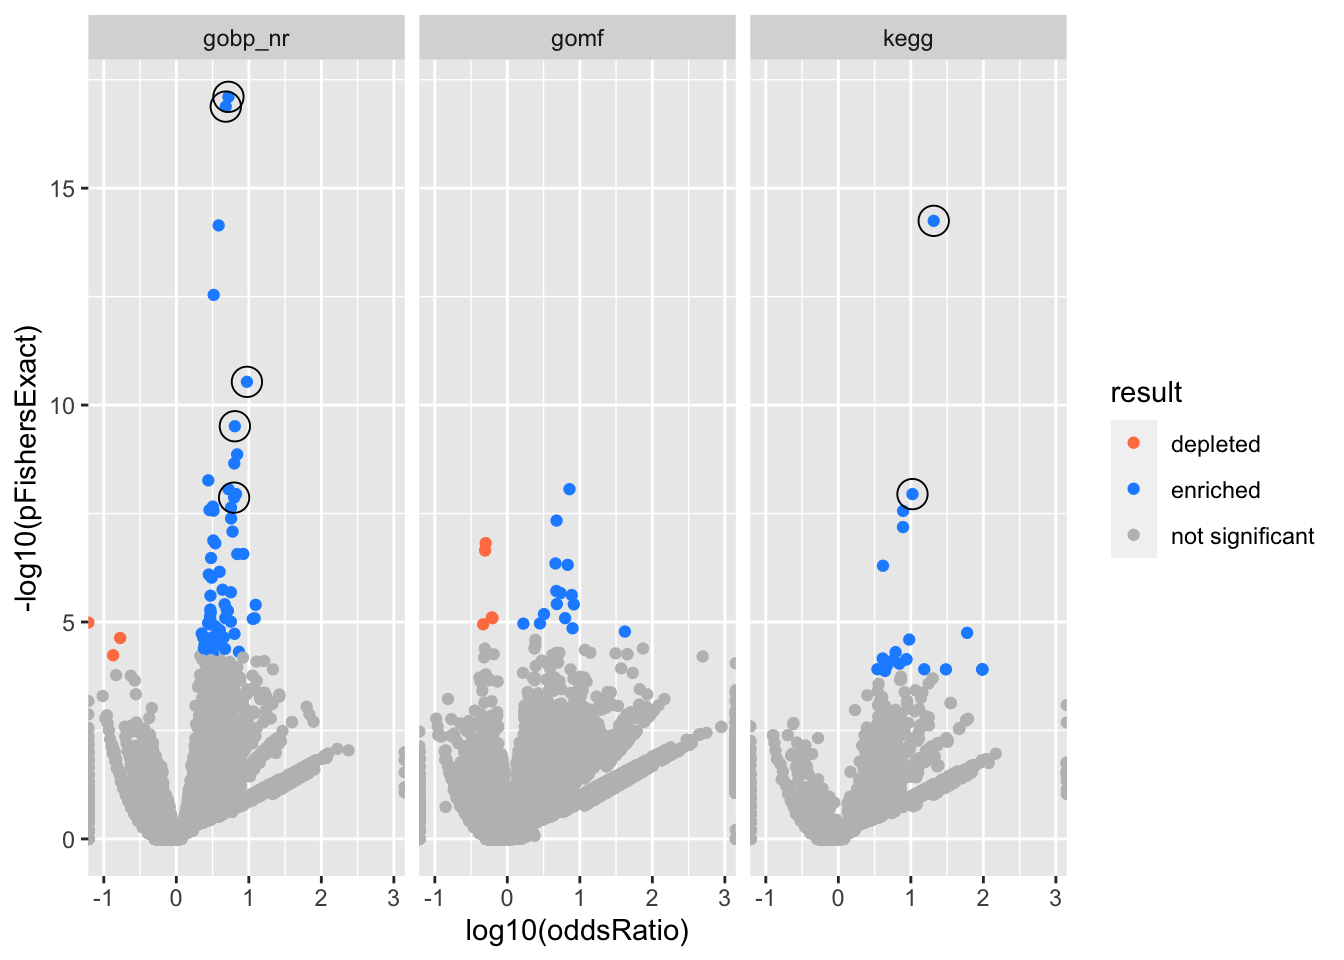 gobp_nr gomf kegg
15
10
5
0
-log10(pFishersExact)
-1 0 1 2 3 -1 0 1 2 3 -1 0 1 2 3
log10(oddsRatio)
result
depleted
enriched
not significant